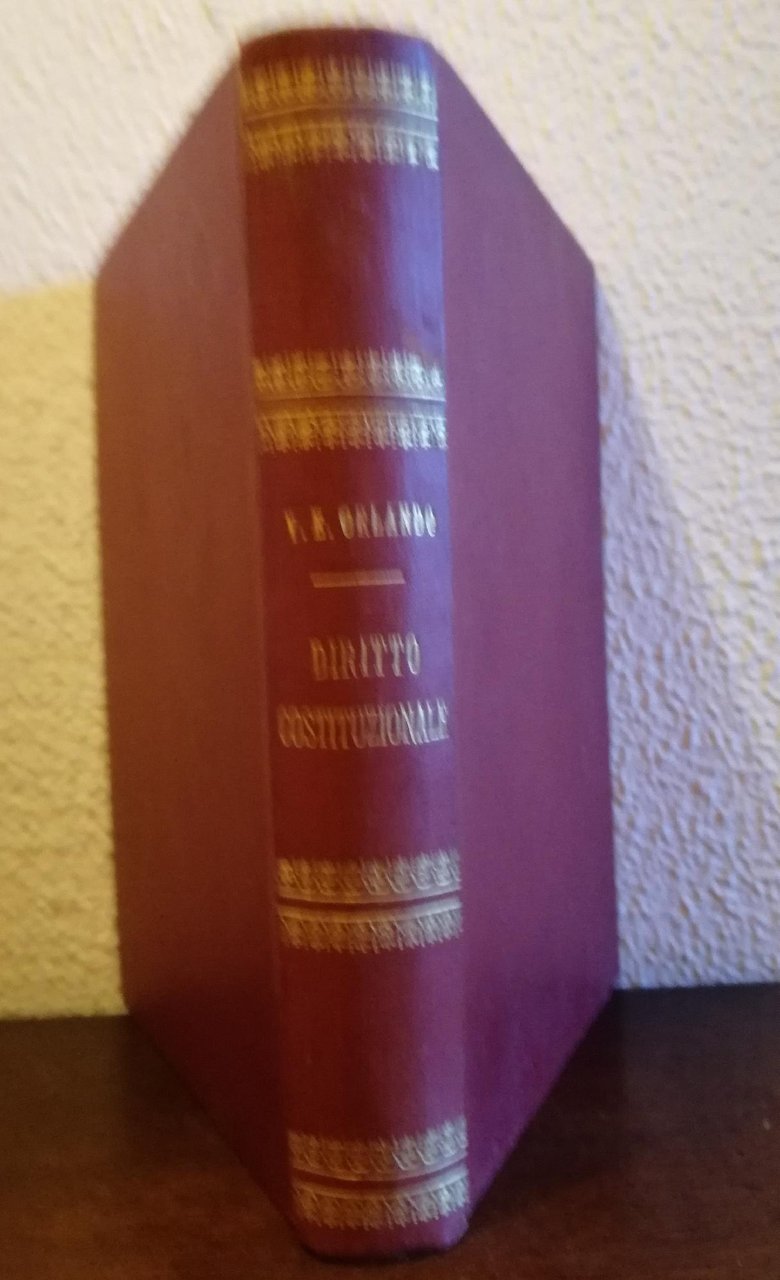 V. E. ORLANDO
DIRITTO
COSTITUZIONALE